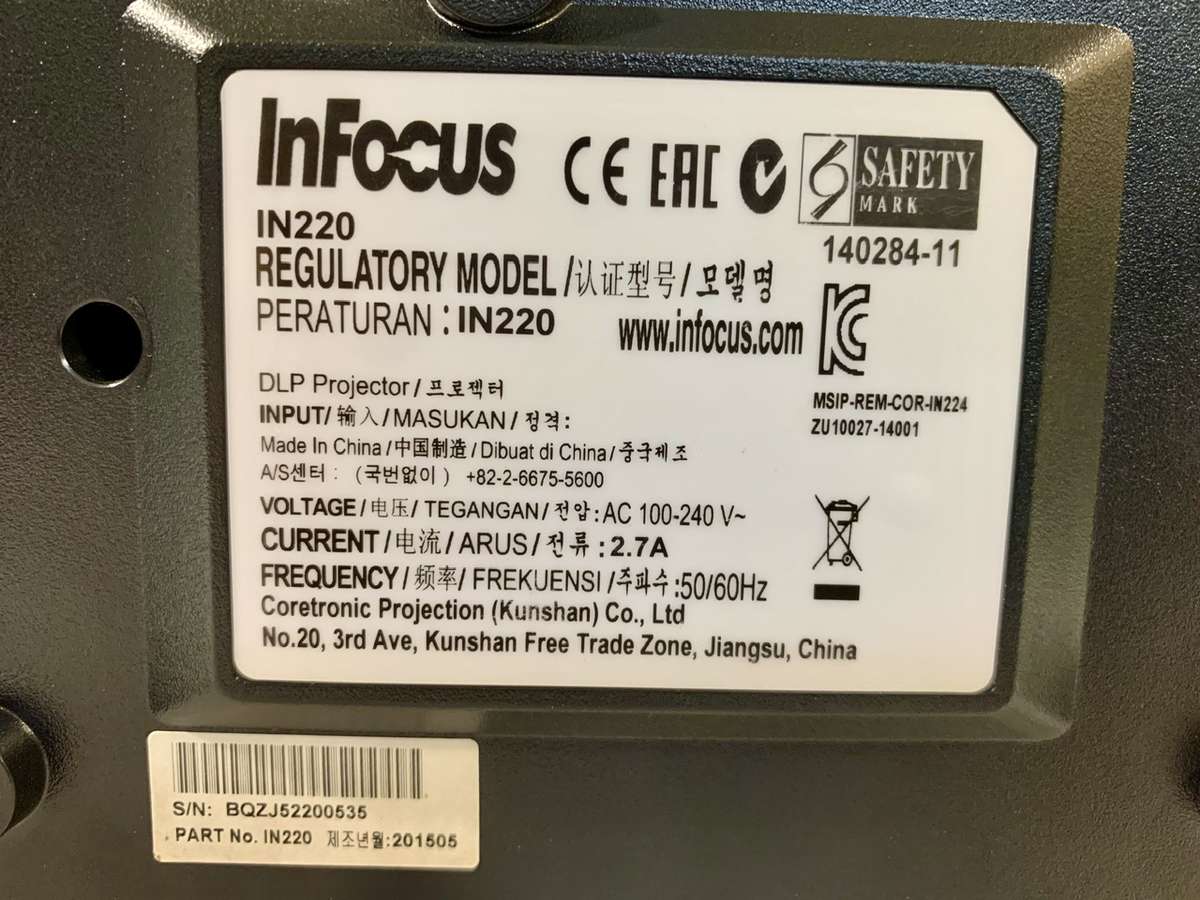 InFocus
CE EAC
SAFETY
MARK
140284-11
IN220
REGULATORY MODEL/认证型号/모델명
PERATURAN : IN220
www.infocus.com
MSIP-REM-COR-IN224
ZU10027-14001
DLP Projector/프로젝터
INPUT/输入/MASUKAN/정격:
Made In China/中国制造/Dibuat di China/중국제조
A/S센터 : (국번없이) +82-2-6675-5600
VOLTAGE/电压/TEGANGAN/전압:AC 100-240 V~
CURRENT/电流/ARUS/전류:2.7A
FREQUENCY/频率/FREKUENSI/주파수:50/60Hz
Coretronic Projection (Kunshan) Co., Ltd
No.20, 3rd Ave, Kunshan Free Trade Zone, Jiangsu, China
S/N: BQZJ52200535
PART No. IN220 제조년월:201505